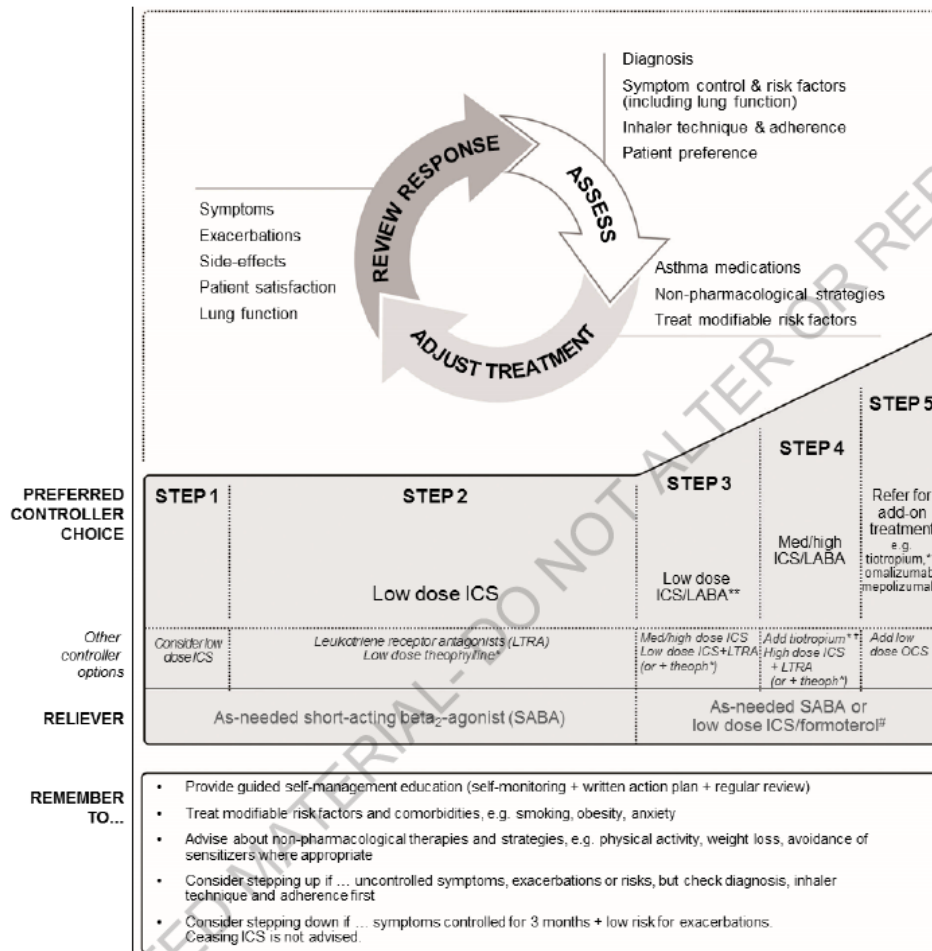 Diagnosis
Symptom control & risk factors
(including lung function)
Inhaler technique & adherence
Patient preference
REVIEW RESPONSE
ASSESS
ADJUST TREATMENT
Symptoms
Exacerbations
Side-effects
Patient satisfaction
Lung function
Asthma medications
Non-pharmacological strategies
Treat modifiable risk factors
PREFERRED
CONTROLLER
CHOICE
STEP 1
STEP 2
Low dose ICS
STEP 3
Low dose
ICS/LABA**
STEP 4
Med/high
ICS/LABA
STEP 5
Refer for
add-on
treatment
e.g.
tiotropium,*
omalizumab
mepolizumab
Other
controller
options
Consider low
dose ICS
Leukotriene receptor antagonists (LTRA)
Low dose theophylline*
Med/high dose ICS
Low dose ICS+LTRA
(or + theoph*)
Add tiotropium**
High dose ICS
+ LTRA
(or + theoph*)
Add low
dose OCS
RELIEVER
As-needed short-acting beta2-agonist (SABA)
As-needed SABA or
low dose ICS/formoterol#
REMEMBER
TO...
• Provide guided self-management education (self-monitoring + written action plan + regular review)
• Treat modifiable risk factors and comorbidities, e.g. smoking, obesity, anxiety
• Advise about non-pharmacological therapies and strategies, e.g. physical activity, weight loss, avoidance of
sensitizers where appropriate
• Consider stepping up if ... uncontrolled symptoms, exacerbations or risks, but check diagnosis, inhaler
technique and adherence first
• Consider stepping down if ... symptoms controlled for 3 months + low risk for exacerbations.
Ceasing ICS is not advised.
MATERIAL- DO NOT ALTER OR